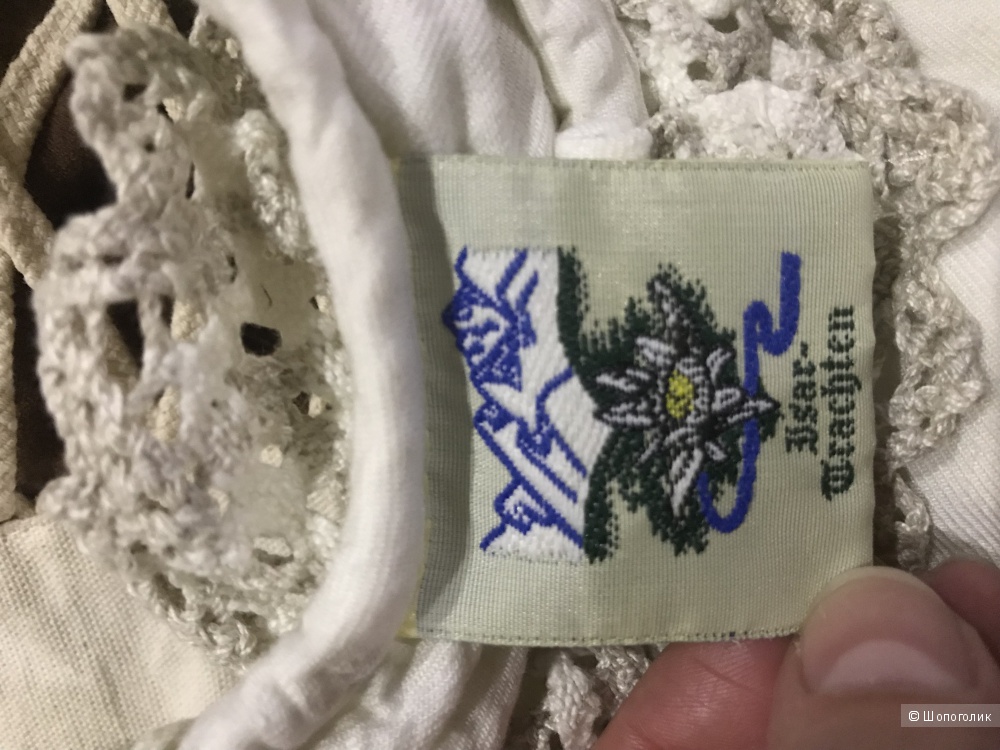 Isar-
Trachten
© Шопоголик